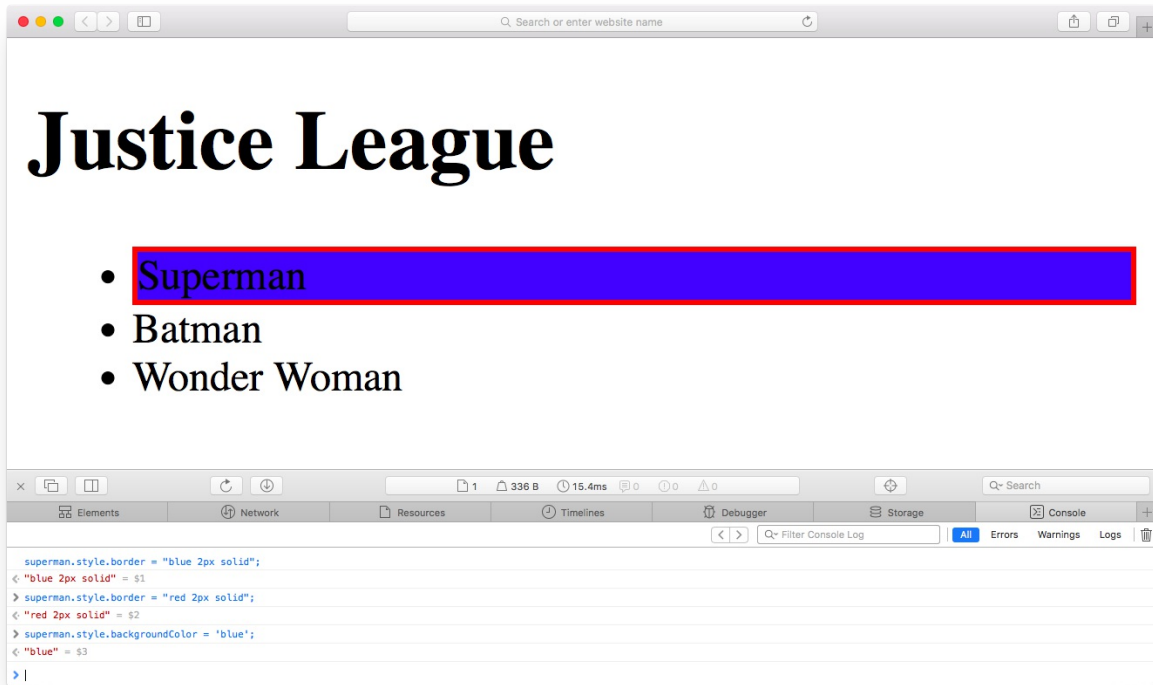 Search or enter website name
Justice League
• Superman
• Batman
• Wonder Woman
1 336 B 15.4ms 0 0 0 Search
Elements Network Resources Timelines Debugger Storage Console
Filter Console Log All Errors Warnings Logs
superman.style.border = "blue 2px solid";
"blue 2px solid" = $1
> superman.style.border = "red 2px solid";
"red 2px solid" = $2
> superman.style.backgroundColor = 'blue';
"blue" = $3
>